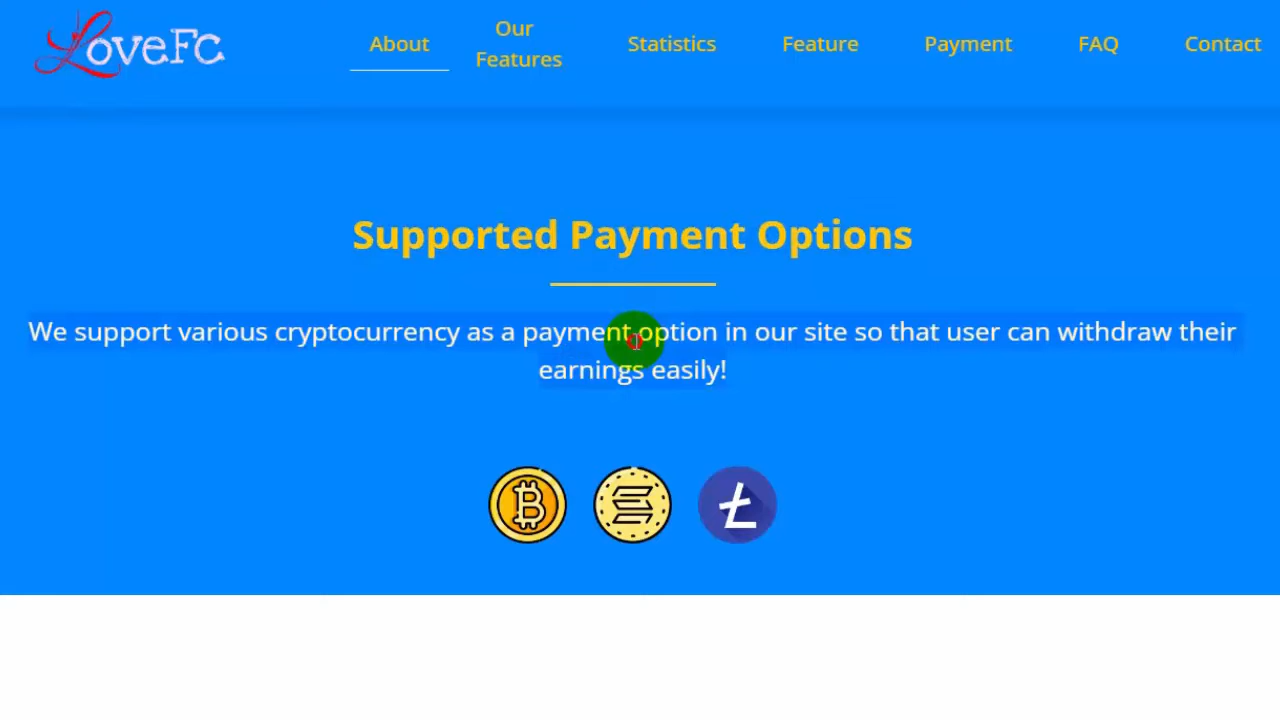 LoveFc
About
Our
Features
Statistics
Feature
Payment
FAQ
Contact
Supported Payment Options
We support various cryptocurrency as a payment option in our site so that user can withdraw their
earnings easily!